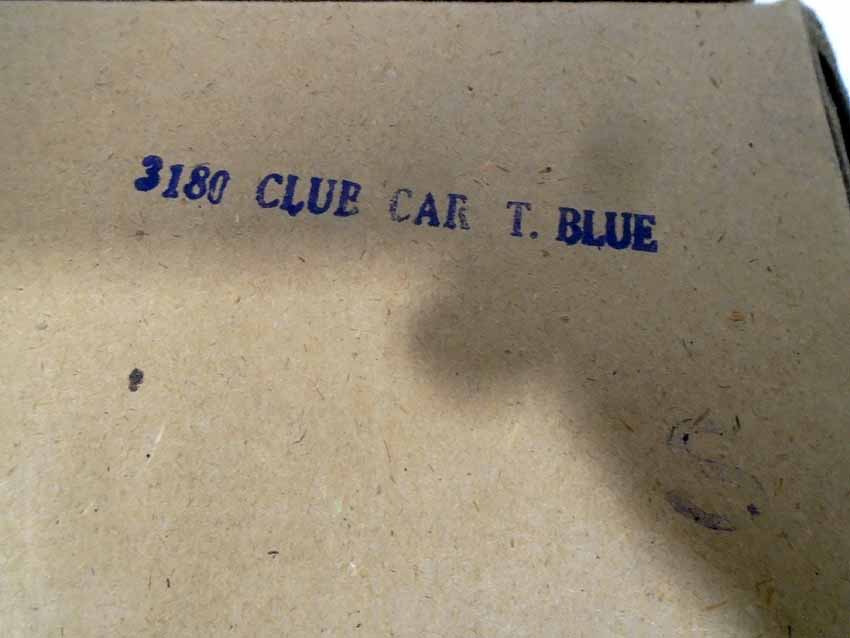 3180 CLUB CAR T. BLUE
S